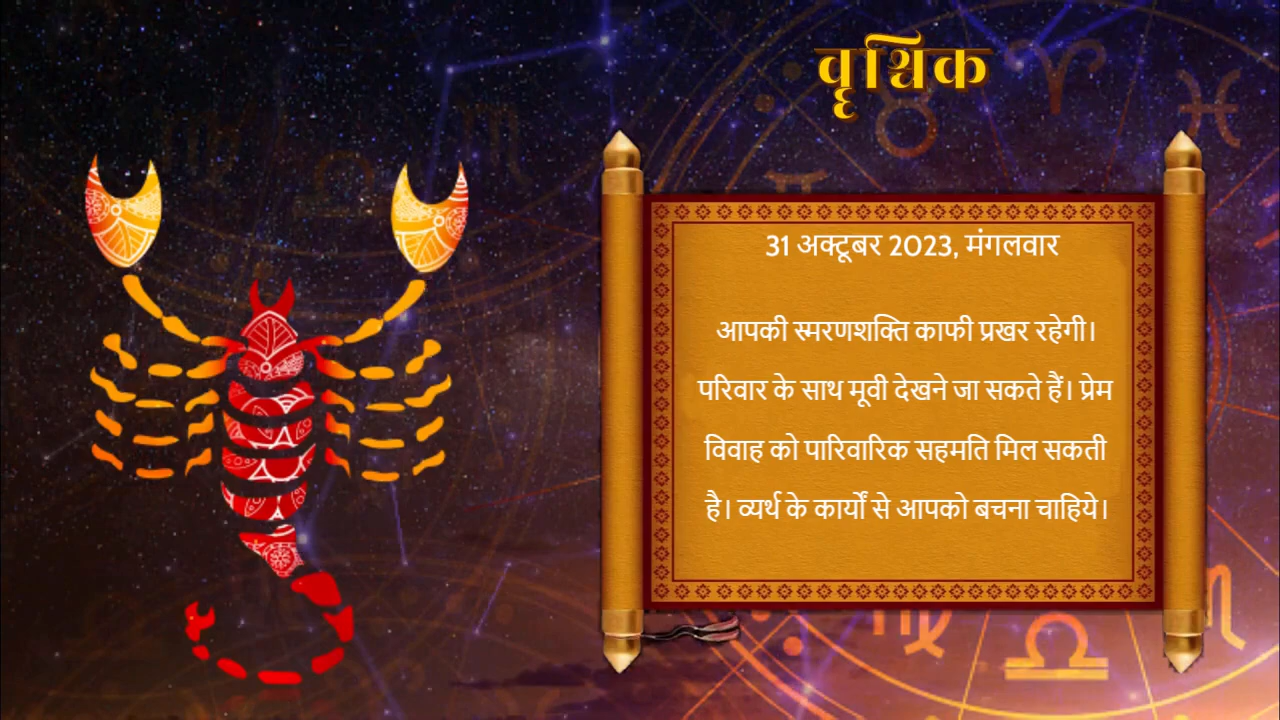 वृश्चिक
31 अक्टूबर 2023, मंगलवार
आपकी स्मरणशक्ति काफी प्रखर रहेगी।
परिवार के साथ मूवी देखने जा सकते हैं। प्रेम
विवाह को पारिवारिक सहमति मिल सकती
है। व्यर्थ के कार्यों से आपको बचना चाहिये।